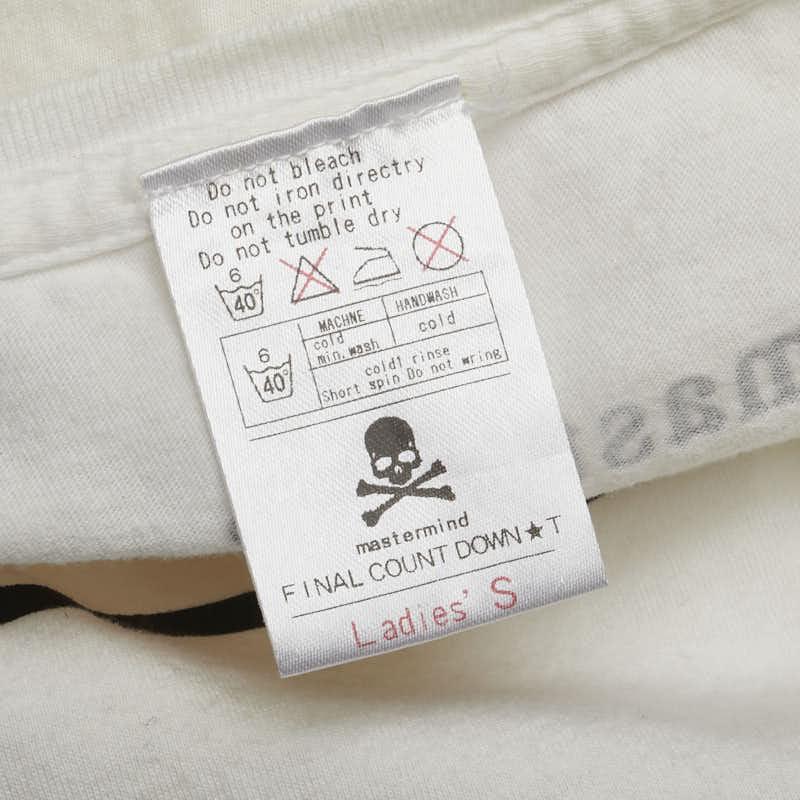 Do not bleach
Do not iron directry
on the print
Do not tumble dry
6
40°
MACHNE HANDWASH
cold
min.wash
cold
6
40°
cold1 rinse
Short spin Do not wring
mastermind
FINAL COUNT DOWN★T
Ladies' S
mas